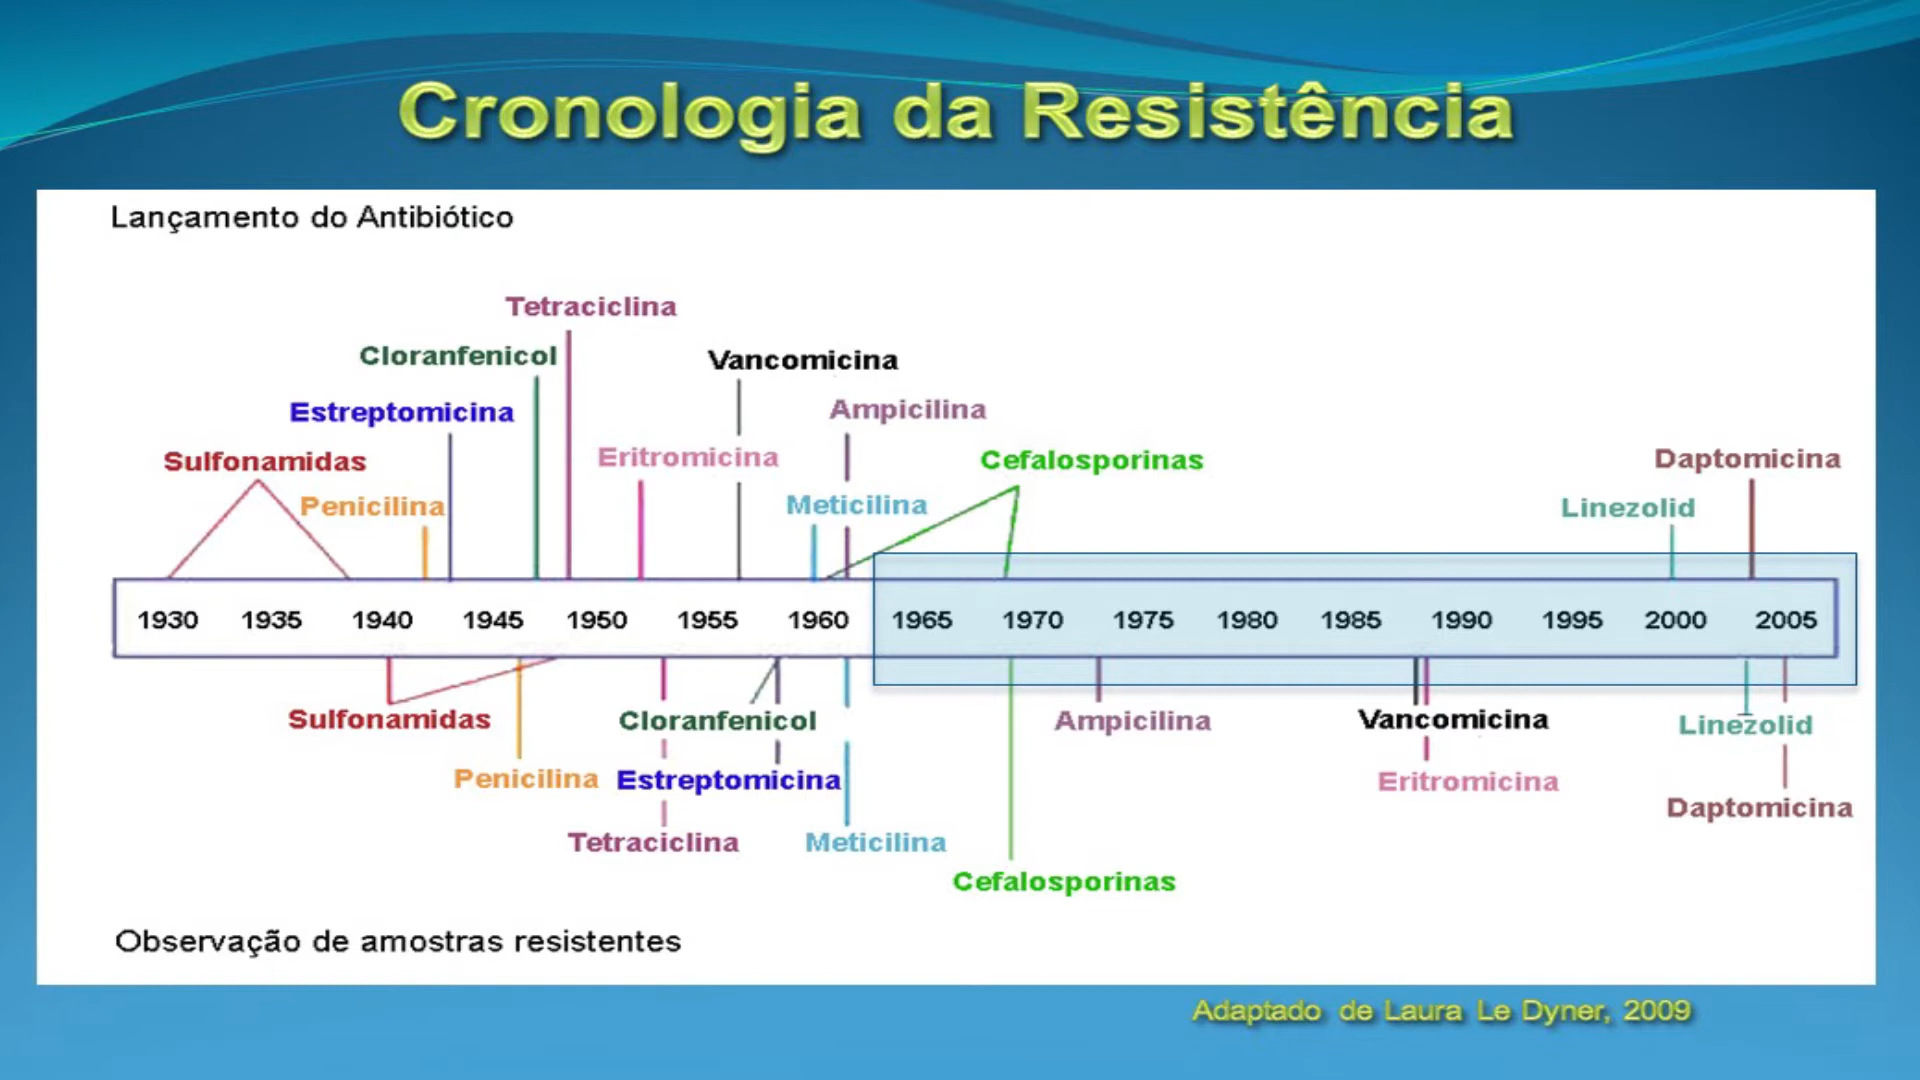 Cronologia da Resistência
Lançamento do Antibiótico
Tetraciclina
Cloranfenicol
Vancomicina
Estreptomicina
Ampicilina
Sulfonamidas
Eritromicina
Cefalosporinas
Daptomicina
Penicilina
Meticilina
Linezolid
1930 1935 1940 1945 1950 1955 1960 1965 1970 1975 1980 1985 1990 1995 2000 2005
Sulfonamidas
Cloranfenicol
Ampicilina
Vancomicina
Linezolid
Penicilina
Estreptomicina
Eritromicina
Daptomicina
Tetraciclina
Meticilina
Cefalosporinas
Observação de amostras resistentes
Adaptado de Laura Le Dyner, 2009